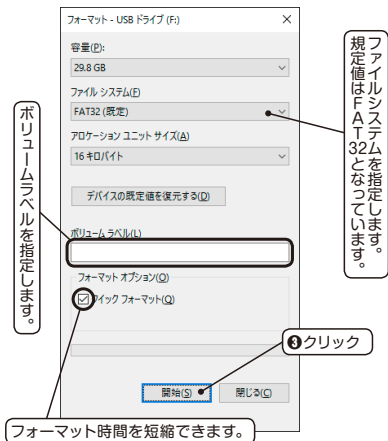 フォーマット - USB ドライブ (F:)
容量(P):
29.8 GB
ファイル システム(F)
FAT32 (既定)
アロケーション ユニット サイズ(A)
16 キロバイト
デバイスの既定値を復元する(D)
ボリューム ラベル(L)
フォーマット オプション(O)
クイック フォーマット(Q)
開始(S)
閉じる(C)
ファイルシステムを指定します。
規定値はFAT32となっています。
ボリュームラベルを指定します。
❸クリック
フォーマット時間を短縮できます。